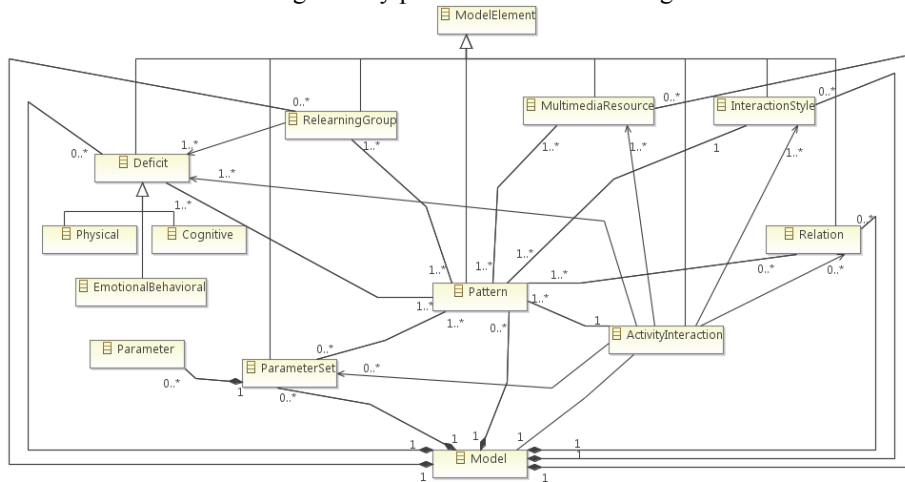 ModelElement
0..*
RelearningGroup
MultimediaResource
0..*
InteractionStyle
0..*
1..*
1..*
1..*
1
1..*
0..*
Deficit
1..*
Physical
Cognitive
1..*
Relation
0..*
EmotionalBehavioral
1..*
1..*
1..*
0..*
0..*
Pattern
1..*
1..*
0..*
1..*
1
ActivityInteraction
Parameter
0..*
ParameterSet
0..*
0..*
1
0..*
1
1
1
1
1
1
Model
1
1